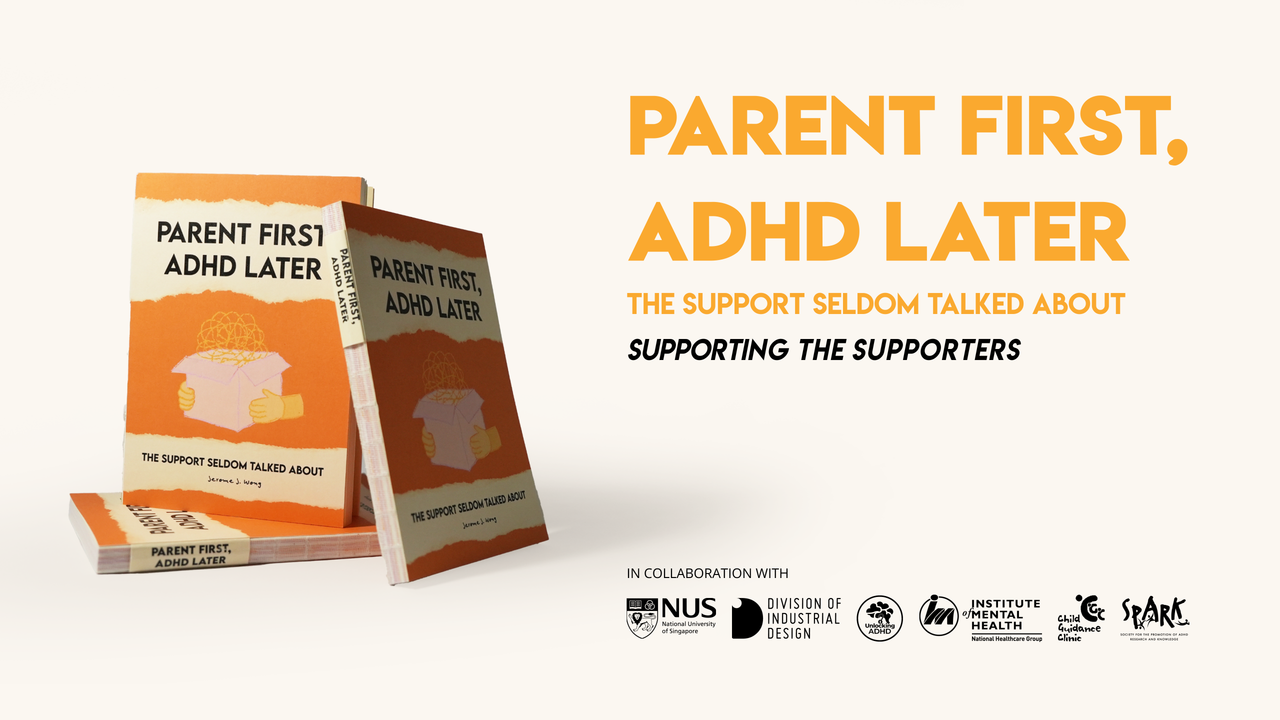 PARENT FIRST,
ADHD LATER
THE SUPPORT SELDOM TALKED ABOUT
SUPPORTING THE SUPPORTERS
PARENT FIRST
ADHD LATER
THE SUPPORT SELDOM TALKED ABOUT
Jerome J. Wong
PARENT FIRST,
ADHD LATER
PARENT FIRST,
ADHD LATER
THE SUPPORT SELDOM TALKED ABOUT
Jerome J. Wong
PARENT FIRST,
ADHD LATER
IN COLLABORATION WITH
NUS
National University
of Singapore
DIVISION OF
INDUSTRIAL
DESIGN
Unlocking
ADHD
INSTITUTE
of MENTAL
HEALTH
National Healthcare Group
Child
Guidance
Clinic
SPARK
SOCIETY FOR THE PROMOTION OF ADHD
RESEARCH AND KNOWLEDGE